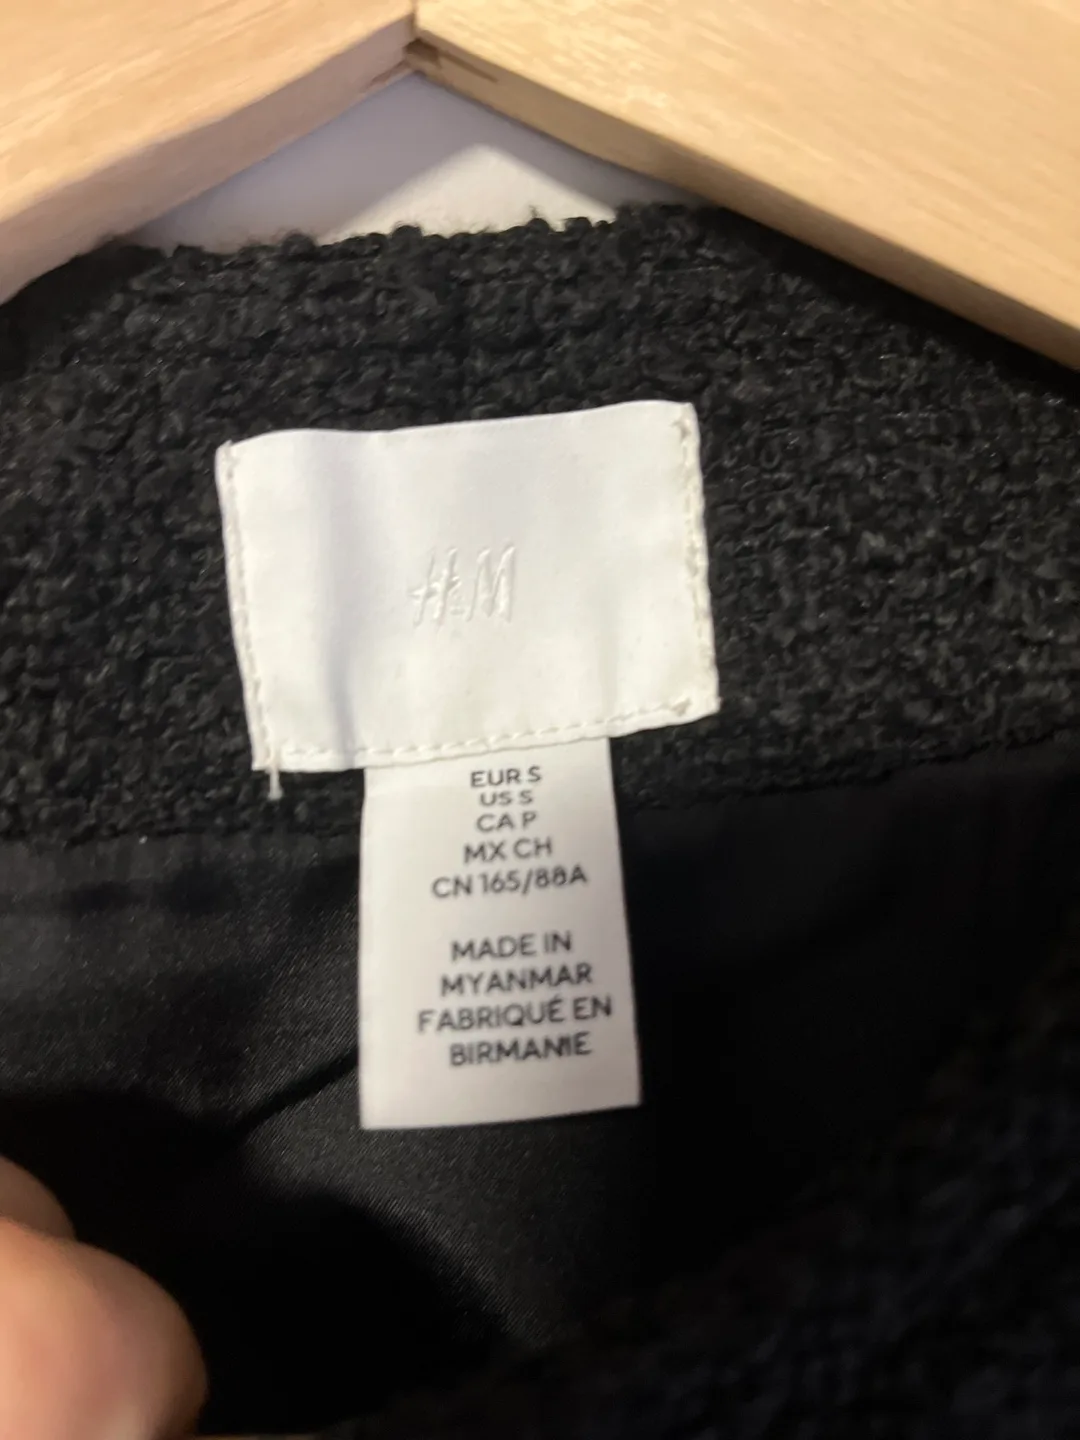 H&M
EUR S
US S
CA P
MX CH
CN 165/88A
MADE IN
MYANMAR
FABRIQUÉ EN
BIRMANIE